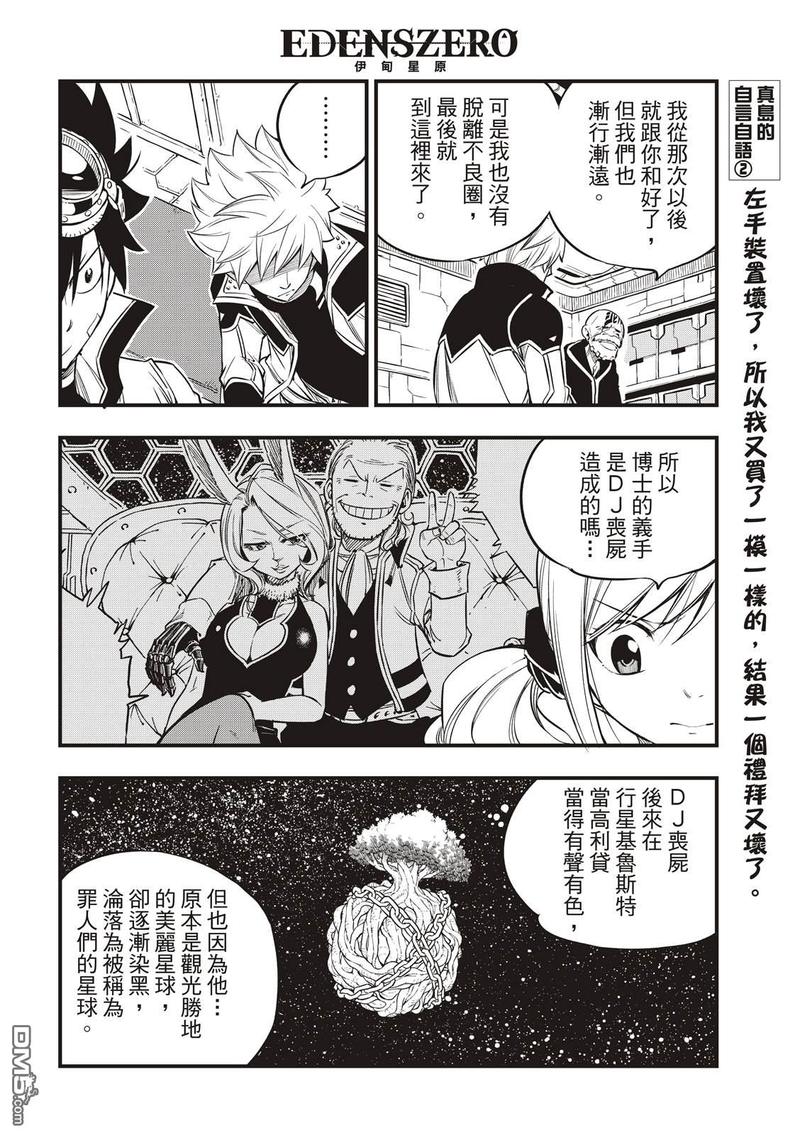 EDENSZERO
伊甸星原
真島的
自言自語②
左手裝置壞了，所以我又買了一模一樣的，結果一個禮拜又壞了。
我從那次以後
就跟你和好了，
但我們也
漸行漸遠。
可是我也沒有
脫離不良圈，
最後就
到這裡來了。
………
所以
博士的義手
是ＤＪ喪屍
造成的嗎…
ＤＪ喪屍
後來在
行星基魯斯特
當高利貸
當得有聲有色，
但也因為他…
原本是觀光勝地
的美麗星球，
卻逐漸染黑，
淪落為被稱為
罪人們的星球。
DM5.com